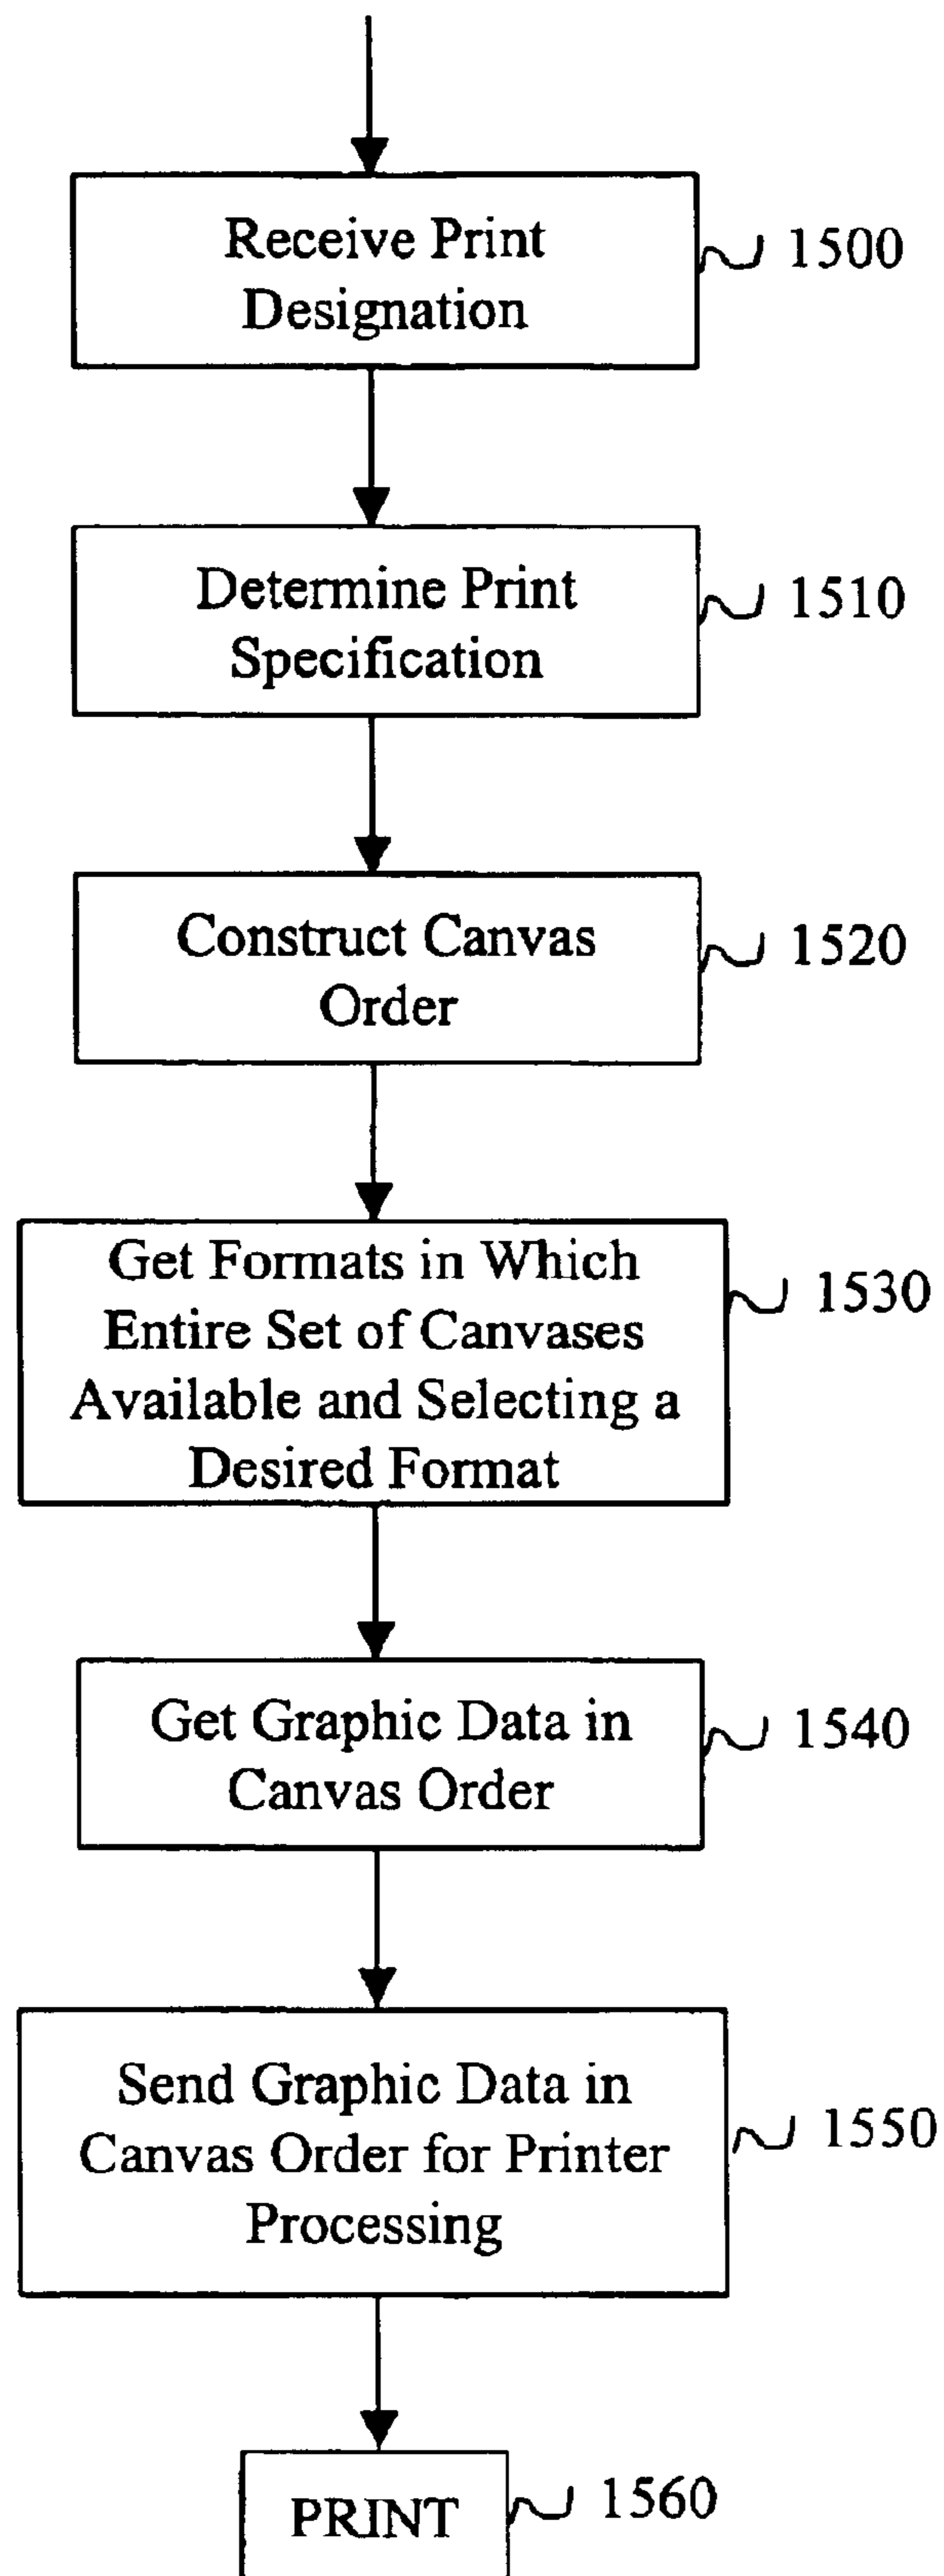 Receive Print
Designation
1500
Determine Print
Specification
1510
Construct Canvas
Order
1520
Get Formats in Which
Entire Set of Canvases
Available and Selecting a
Desired Format
1530
Get Graphic Data in
Canvas Order
1540
Send Graphic Data in
Canvas Order for Printer
Processing
1550
PRINT
1560